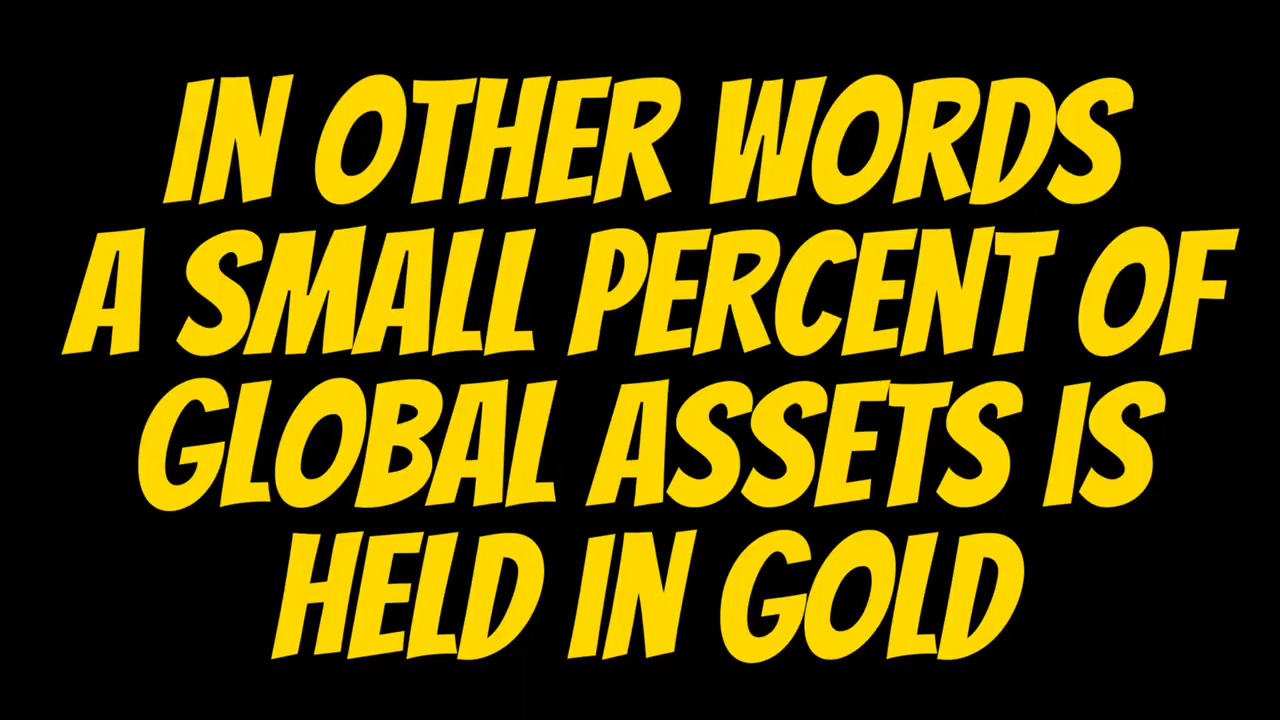 IN OTHER WORDS
A SMALL PERCENT OF
GLOBAL ASSETS IS
HELD IN GOLD